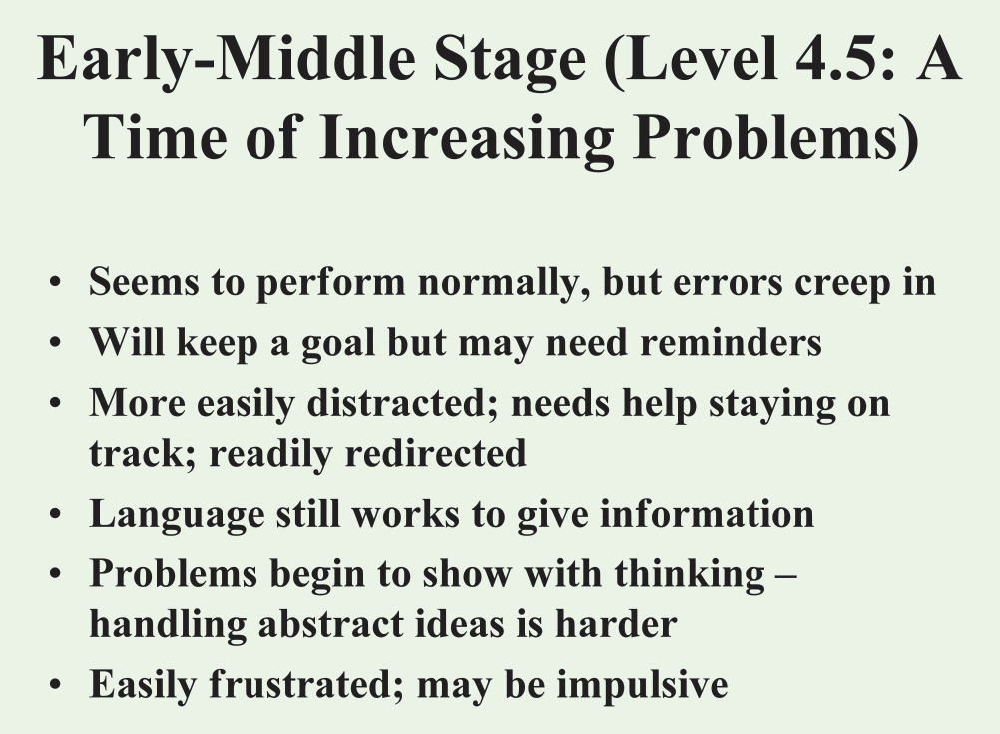 Early-Middle Stage (Level 4.5: A
Time of Increasing Problems)
• Seems to perform normally, but errors creep in
• Will keep a goal but may need reminders
• More easily distracted; needs help staying on
track; readily redirected
• Language still works to give information
• Problems begin to show with thinking –
handling abstract ideas is harder
• Easily frustrated; may be impulsive